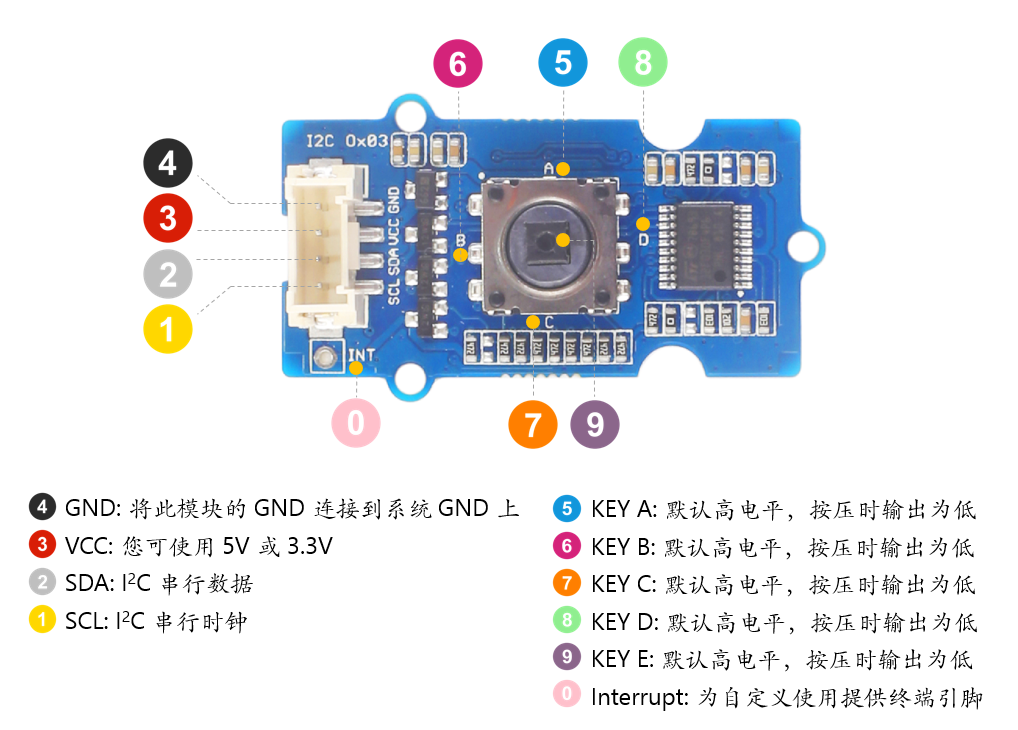 6
5
8
I2C 0x03
4
A
GND
3
VCC
B
D
2
SDA
SCL
1
C
INT
0
7
9
4 GND: 将此模块的 GND 连接到系统 GND 上
3 VCC: 您可使用 5V 或 3.3V
2 SDA: I²C 串行数据
1 SCL: I²C 串行时钟
5 KEY A: 默认高电平，按压时输出为低
6 KEY B: 默认高电平，按压时输出为低
7 KEY C: 默认高电平，按压时输出为低
8 KEY D: 默认高电平，按压时输出为低
9 KEY E: 默认高电平，按压时输出为低
0 Interrupt: 为自定义使用提供终端引脚